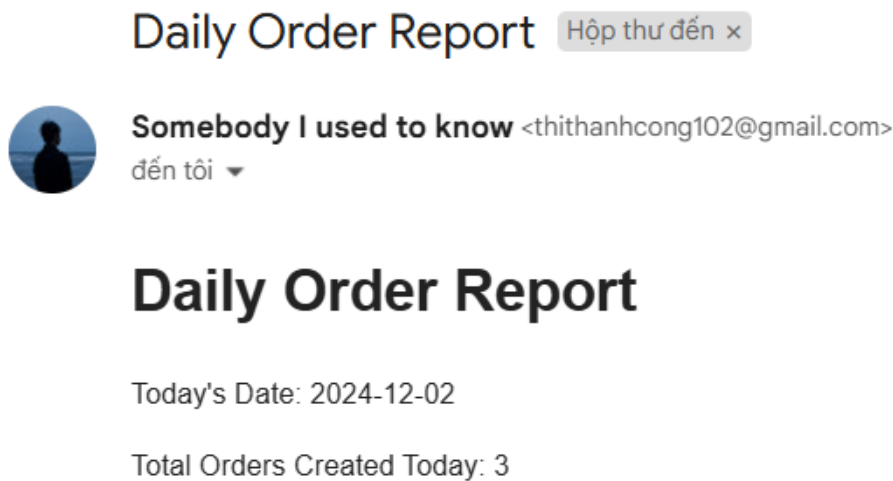 Daily Order Report Hộp thư đến ×
Somebody I used to know <thithanhcong102@gmail.com>
đến tôi
Daily Order Report
Today's Date: 2024-12-02
Total Orders Created Today: 3